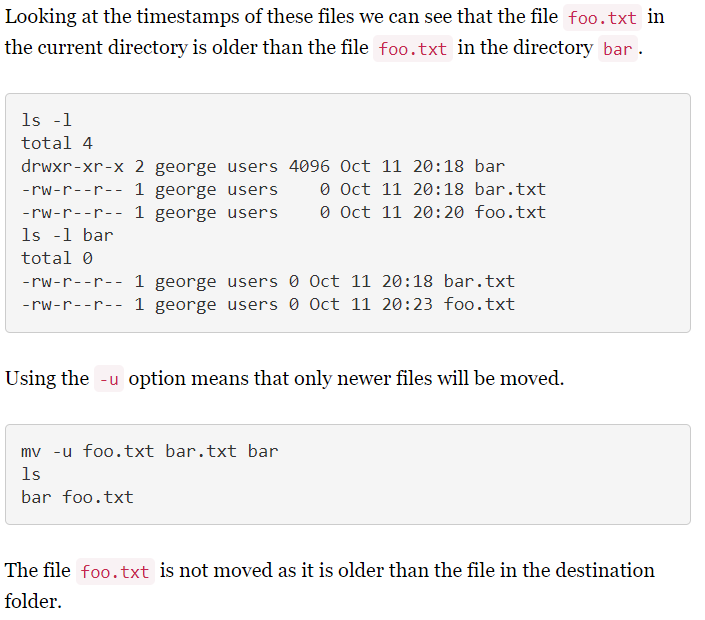 Looking at the timestamps of these files we can see that the file foo.txt in
the current directory is older than the file foo.txt in the directory bar.
ls -l
total 4
drwxr-xr-x 2 george users 4096 Oct 11 20:18 bar
-rw-r--r-- 1 george users    0 Oct 11 20:18 bar.txt
-rw-r--r-- 1 george users    0 Oct 11 20:20 foo.txt
ls -l bar
total 0
-rw-r--r-- 1 george users 0 Oct 11 20:18 bar.txt
-rw-r--r-- 1 george users 0 Oct 11 20:23 foo.txt
Using the -u option means that only newer files will be moved.
mv -u foo.txt bar.txt bar
ls
bar foo.txt
The file foo.txt is not moved as it is older than the file in the destination
folder.